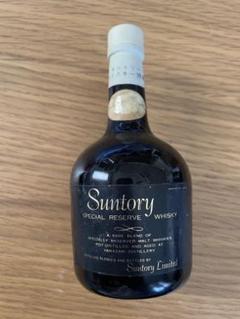 Suntory
SPECIAL RESERVE WHISKY
A RARE BLEND OF
SPECIALLY RESERVED MALT WHISKIES
POT DISTILLED AND AGED AT
YAMAZAKI DISTILLERY
DISTILLED BLENDED AND BOTTLED BY
Suntory Limited